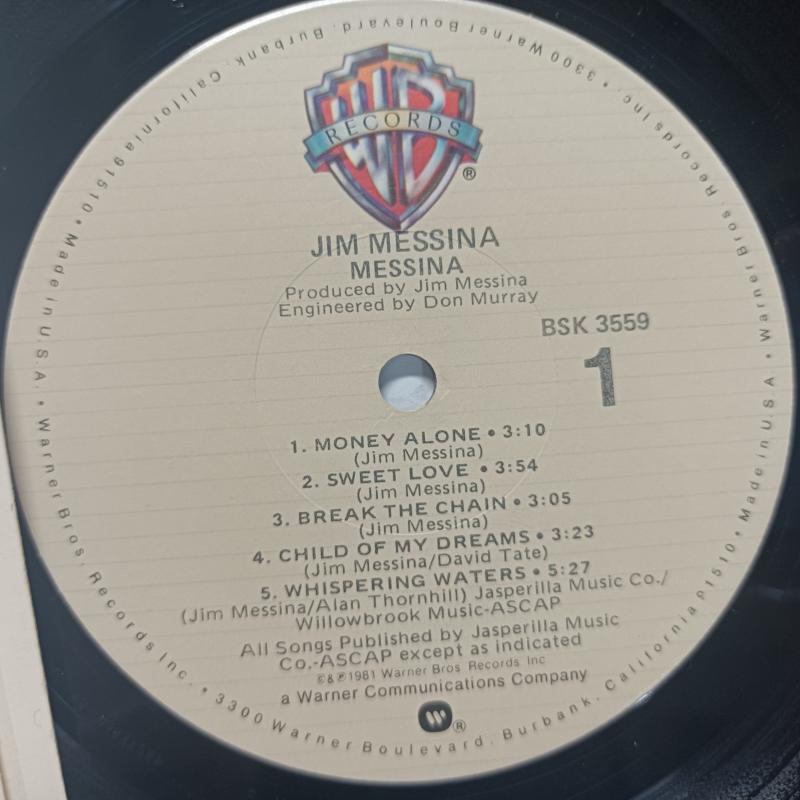 WB
RECORDS
®
JIM MESSINA
MESSINA
Produced by Jim Messina
Engineered by Don Murray
BSK 3559
1
1. MONEY ALONE • 3:10
(Jim Messina)
2. SWEET LOVE • 3:54
(Jim Messina)
3. BREAK THE CHAIN • 3:05
(Jim Messina)
4. CHILD OF MY DREAMS • 3:23
(Jim Messina/David Tate)
5. WHISPERING WATERS • 5:27
(Jim Messina/Alan Thornhill) Jasperilla Music Co./
Willowbrook Music-ASCAP
All Songs Published by Jasperilla Music
Co.-ASCAP except as indicated
©&℗1981 Warner Bros Records Inc
a Warner Communications Company
®
Warner Bros. Records Inc. • 3300 Warner Boulevard, Burbank, California 91510 • Made in U.S.A. •
Warner Bros. Records Inc. • 3300 Warner Boulevard, Burbank, California 91510 • Made in U.S.A •